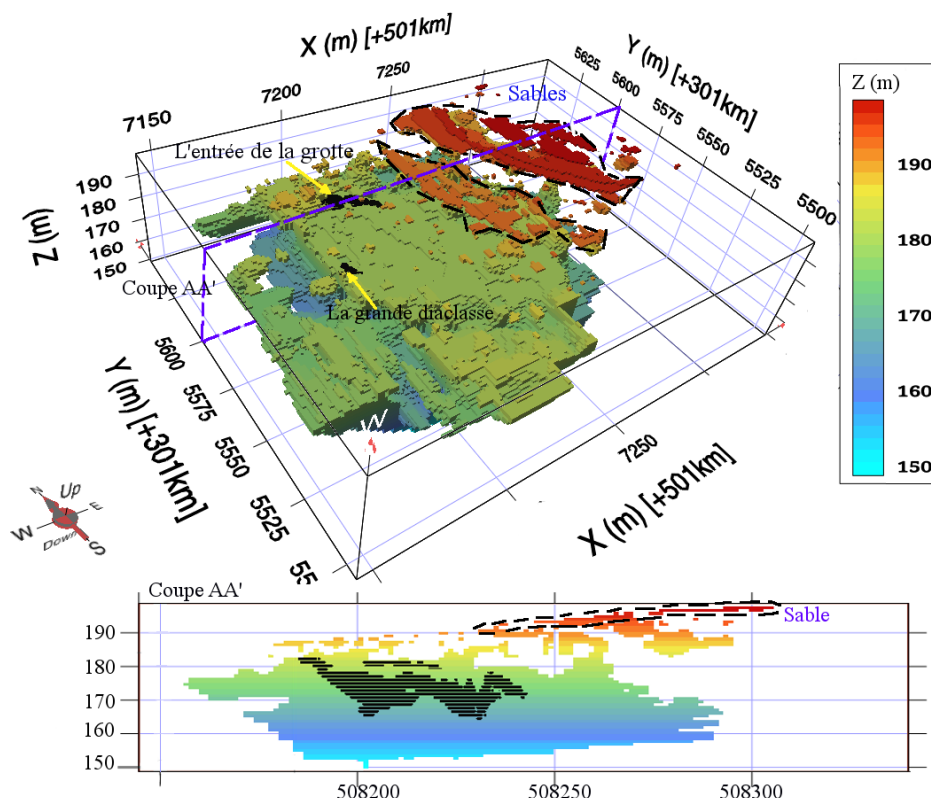 X (m) [+501km]
7150
7200
7250
Y (m) [+301km]
5625
5600
5575
5550
5525
5500
Z (m)
190
180
170
160
150
Sables
L'entrée de la grotte
190
180
170
160
150
Z (m)
Coupe AA'
La grande diaclasse
5600
5575
5550
5525
55
Y (m) [+301km]
W
7250
X (m) [+501km]
N
Up
E
W
Down
S
Coupe AA'
Sable
190
180
170
160
150
508200
508250
508300